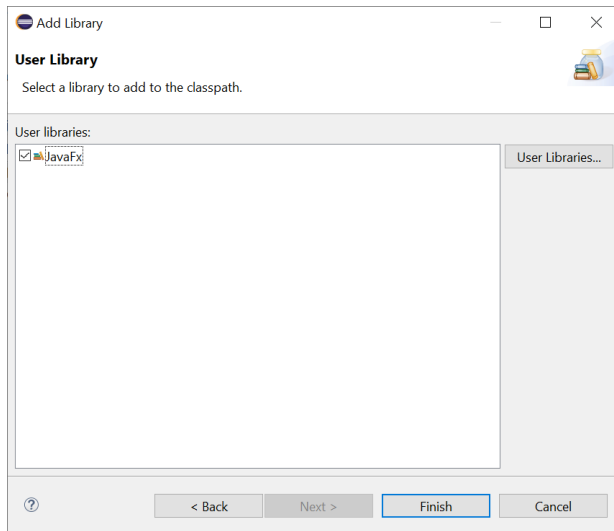 Add Library
User Library
Select a library to add to the classpath.
User libraries:
JavaFx
User Libraries...
?
< Back
Next >
Finish
Cancel